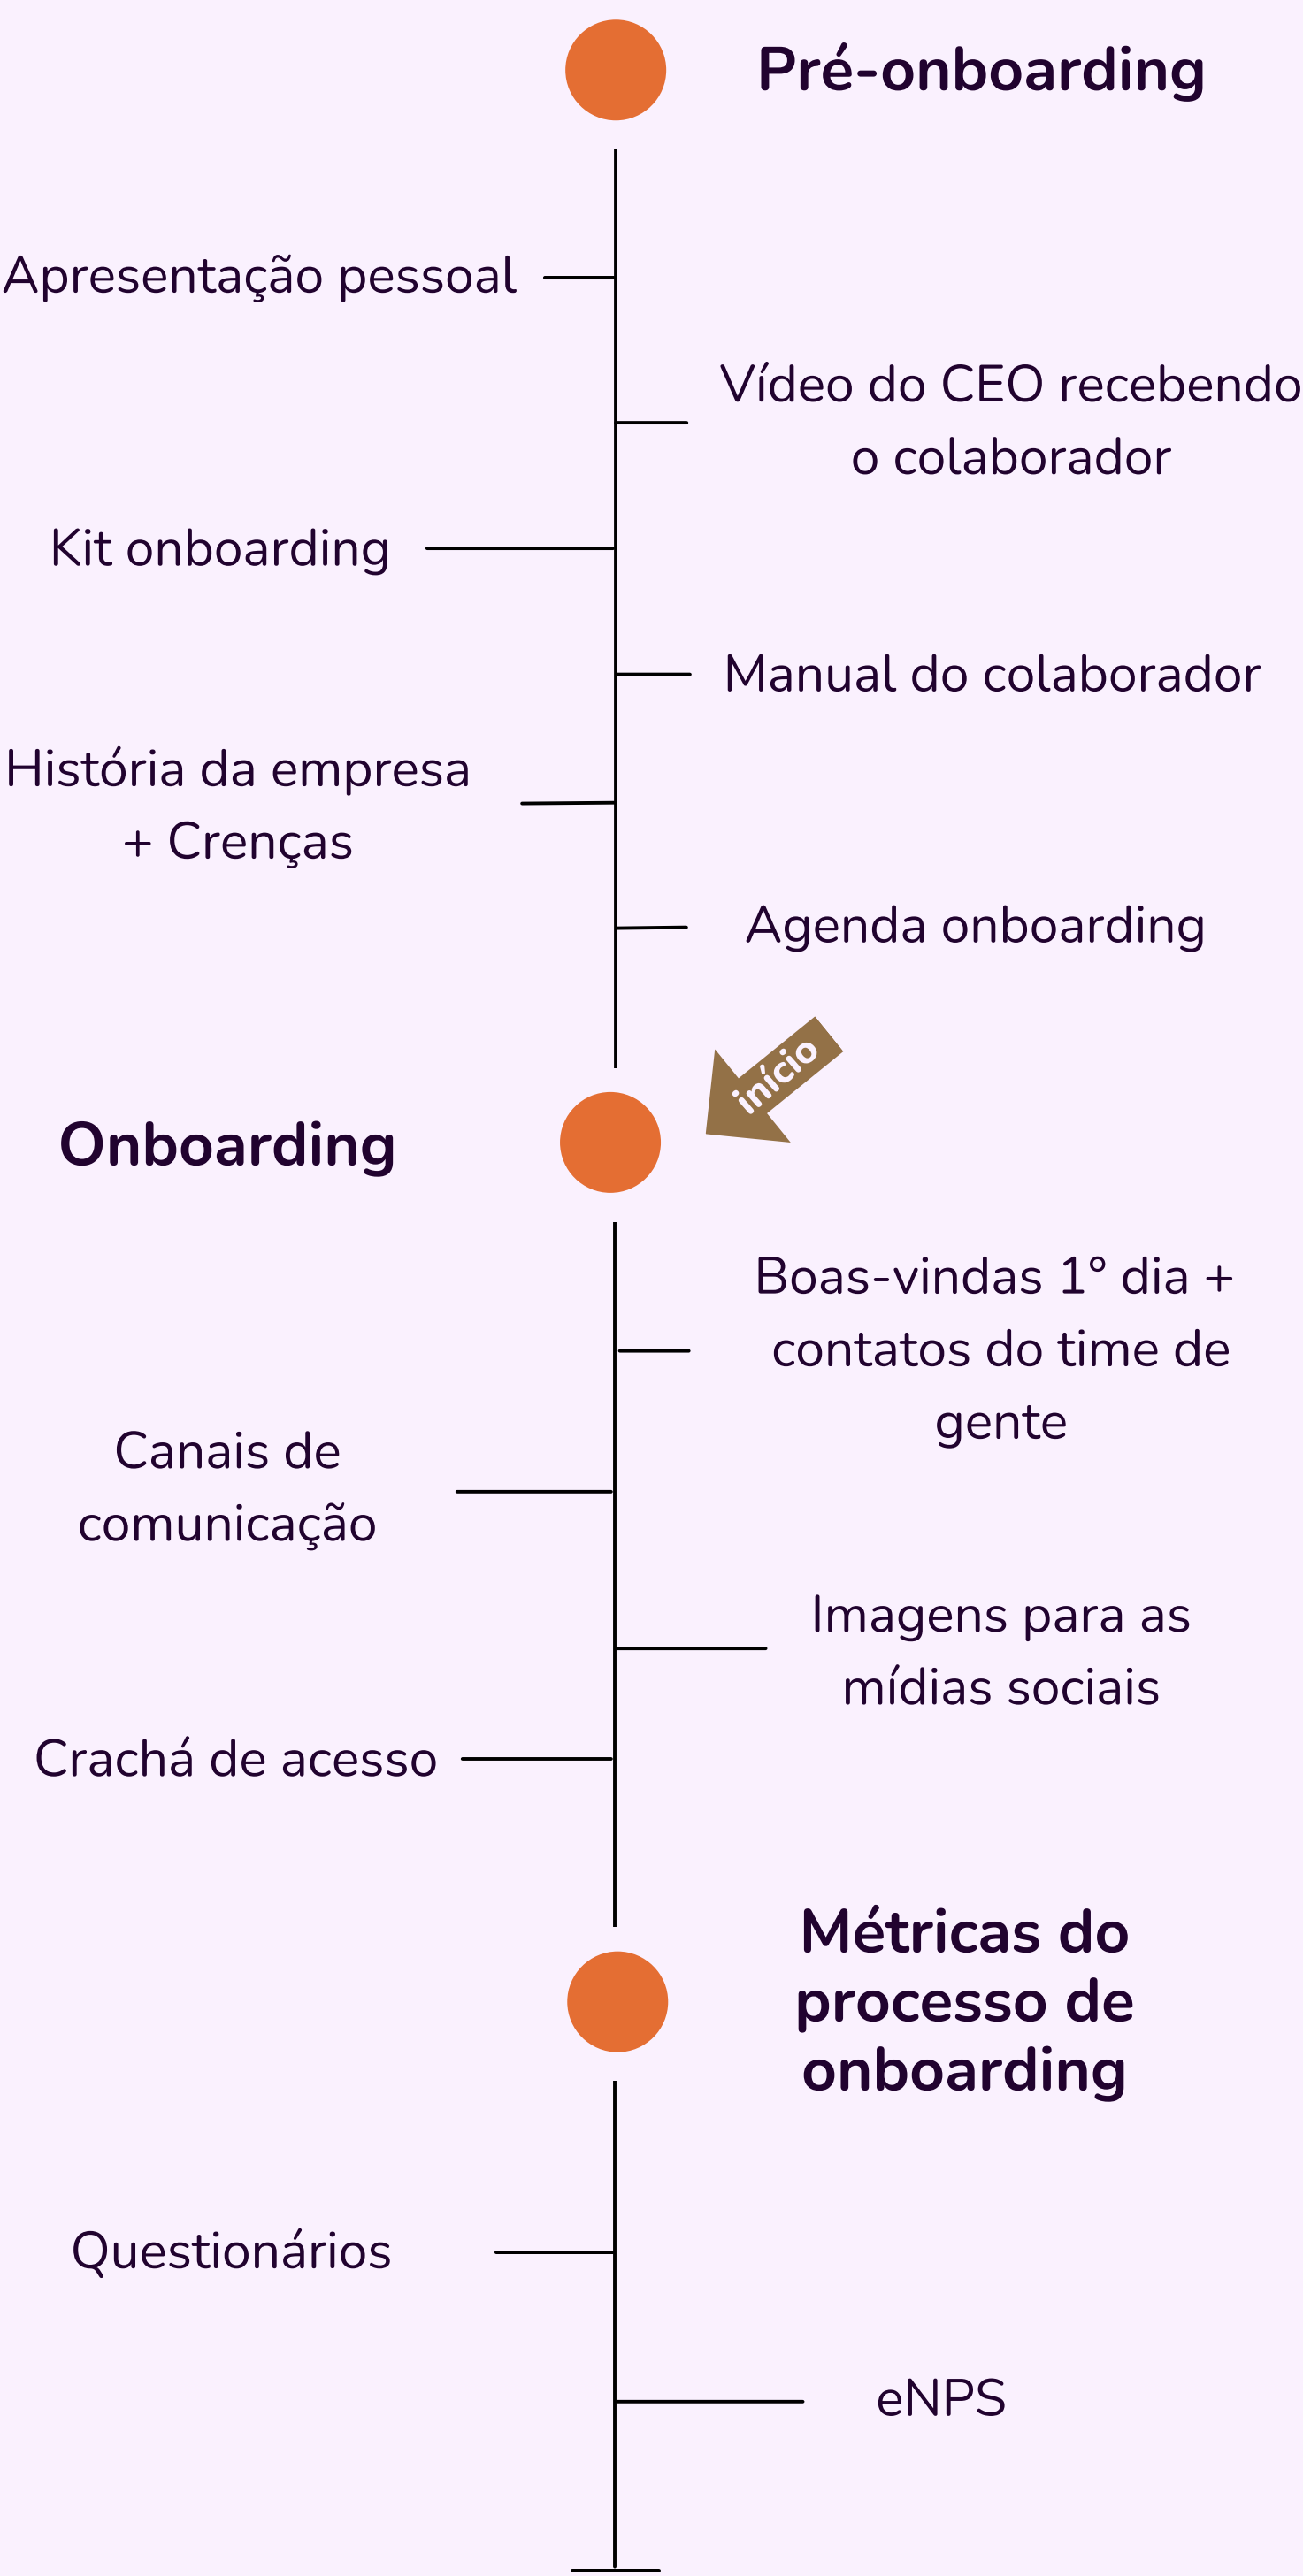 Pré-onboarding
Apresentação pessoal
Vídeo do CEO recebendo
o colaborador
Kit onboarding
Manual do colaborador
História da empresa
+ Crenças
Agenda onboarding
início
Onboarding
Boas-vindas 1° dia +
contatos do time de
gente
Canais de
comunicação
Imagens para as
mídias sociais
Crachá de acesso
Métricas do
processo de
onboarding
Questionários
eNPS